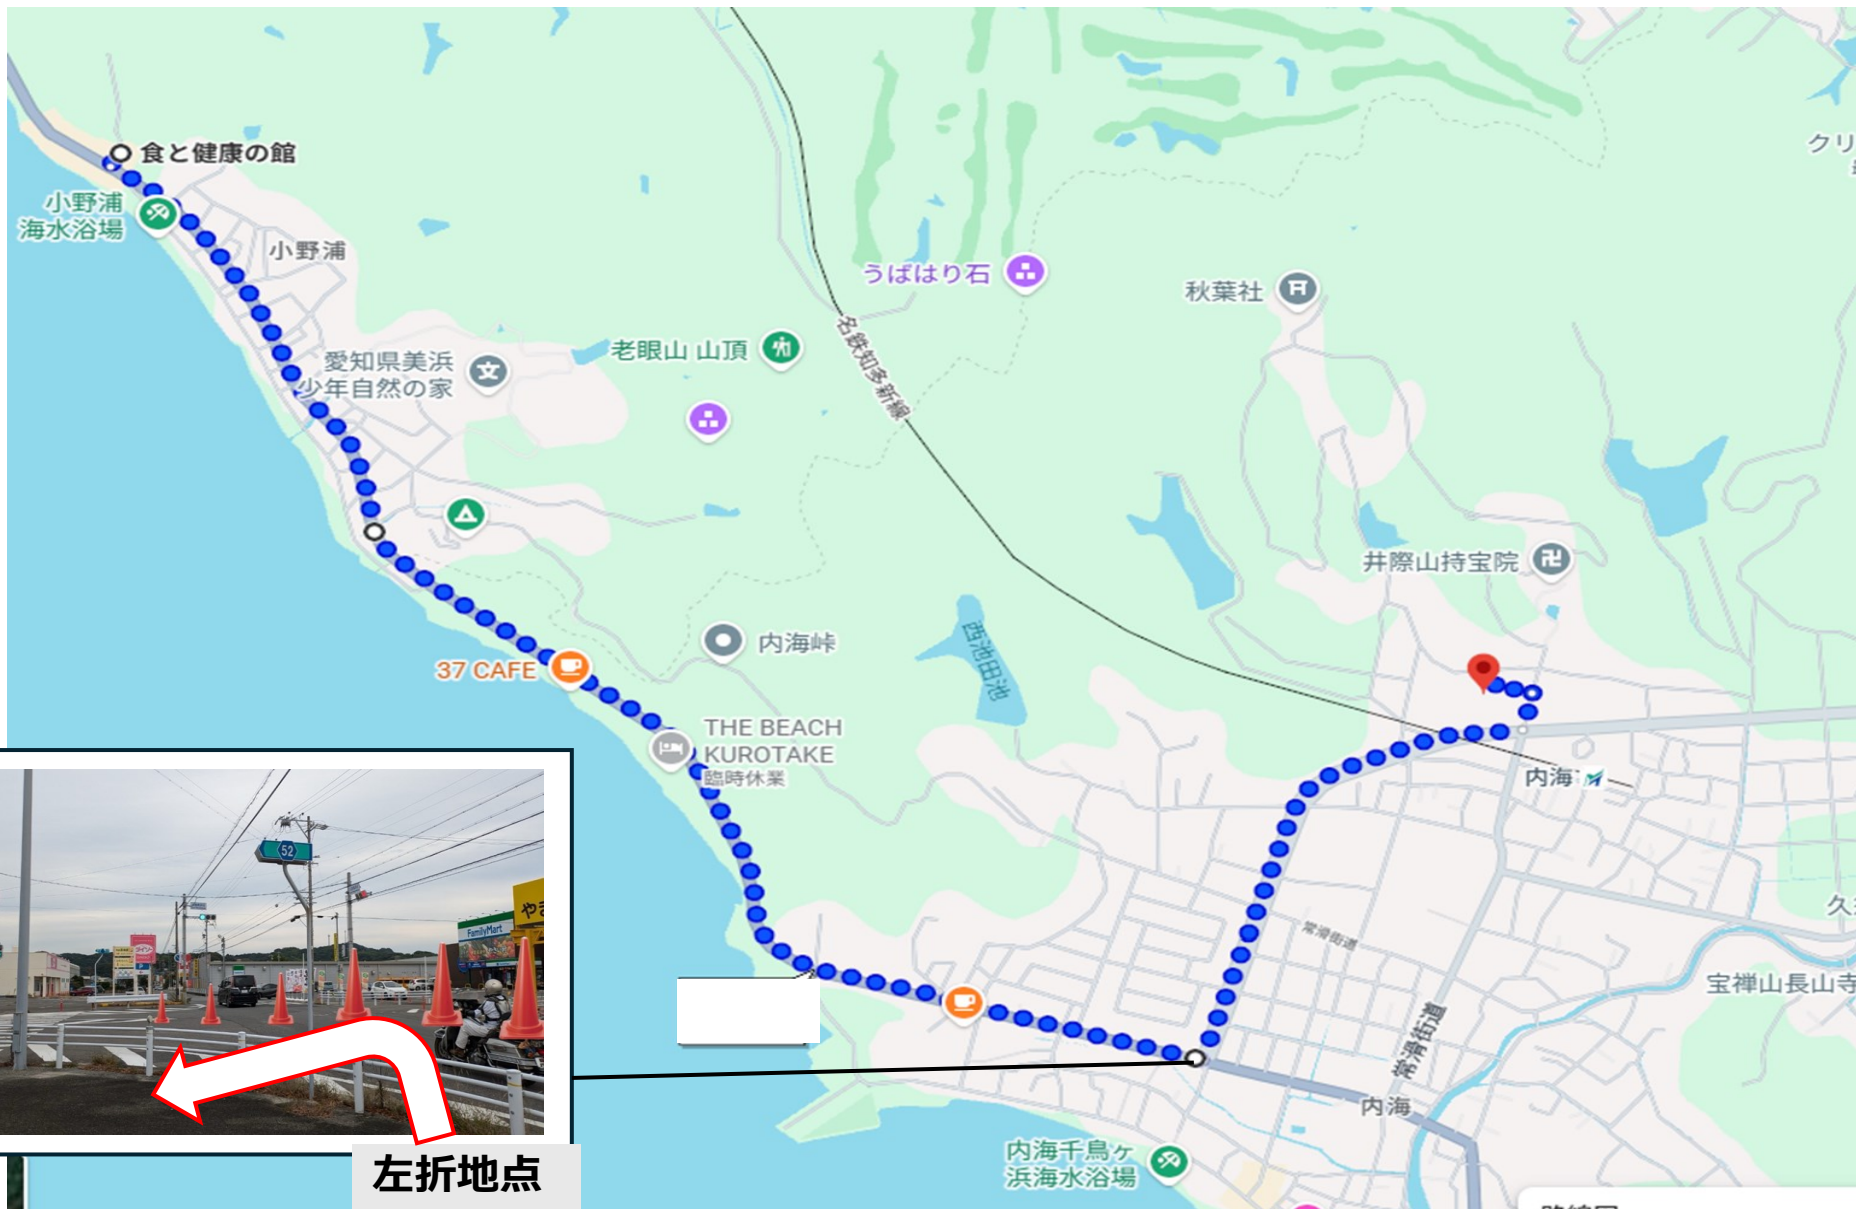 食と健康の館
小野浦
海水浴場
小野浦
うばはり石
秋葉社
クリ
愛知県美浜
少年自然の家
老眼山 山頂
名鉄知多新線
井際山持宝院
内海峠
西池田池
37 CAFE
THE BEACH
KUROTAKE
臨時休業
内海
52
FamilyMart
や
常滑街道
久
宝禅山長山寺
常滑街道
内海
内海千鳥ヶ
浜海水浴場
左折地点